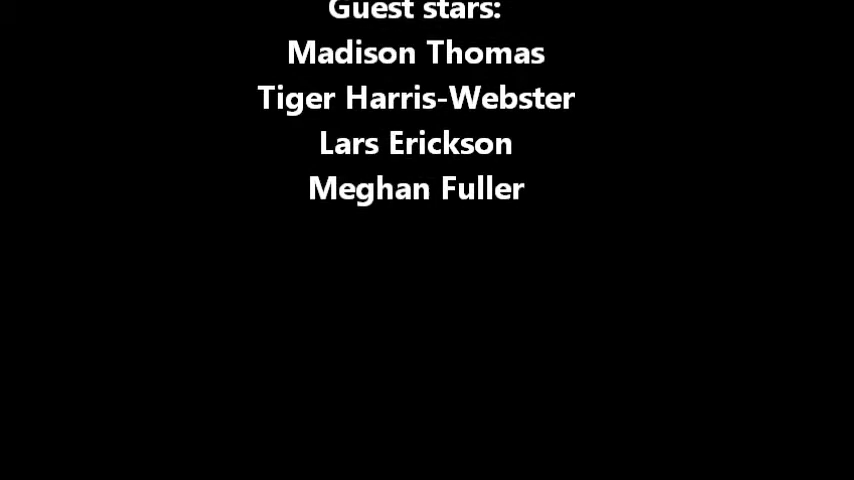 Guest stars:
Madison Thomas
Tiger Harris-Webster
Lars Erickson
Meghan Fuller